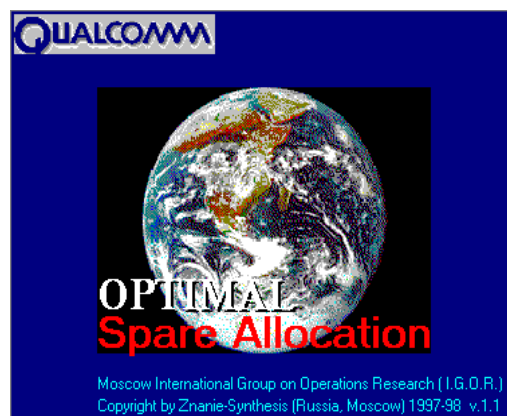 QUALCOMM
OPTIMAL
Spare Allocation
Moscow International Group on Operations Research ( I.G.O.R.)
Copyright by Znanie-Synthesis (Russia, Moscow) 1997-98 v.1.1